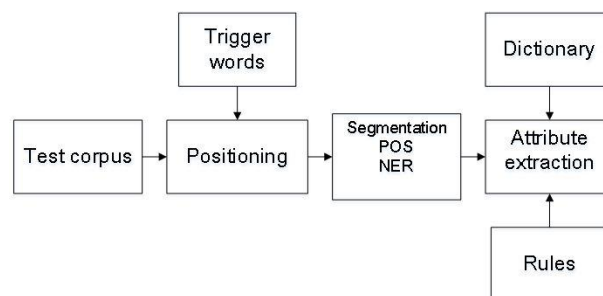 Trigger
words
Dictionary
Test corpus
Positioning
Segmentation
POS
NER
Attribute
extraction
Rules